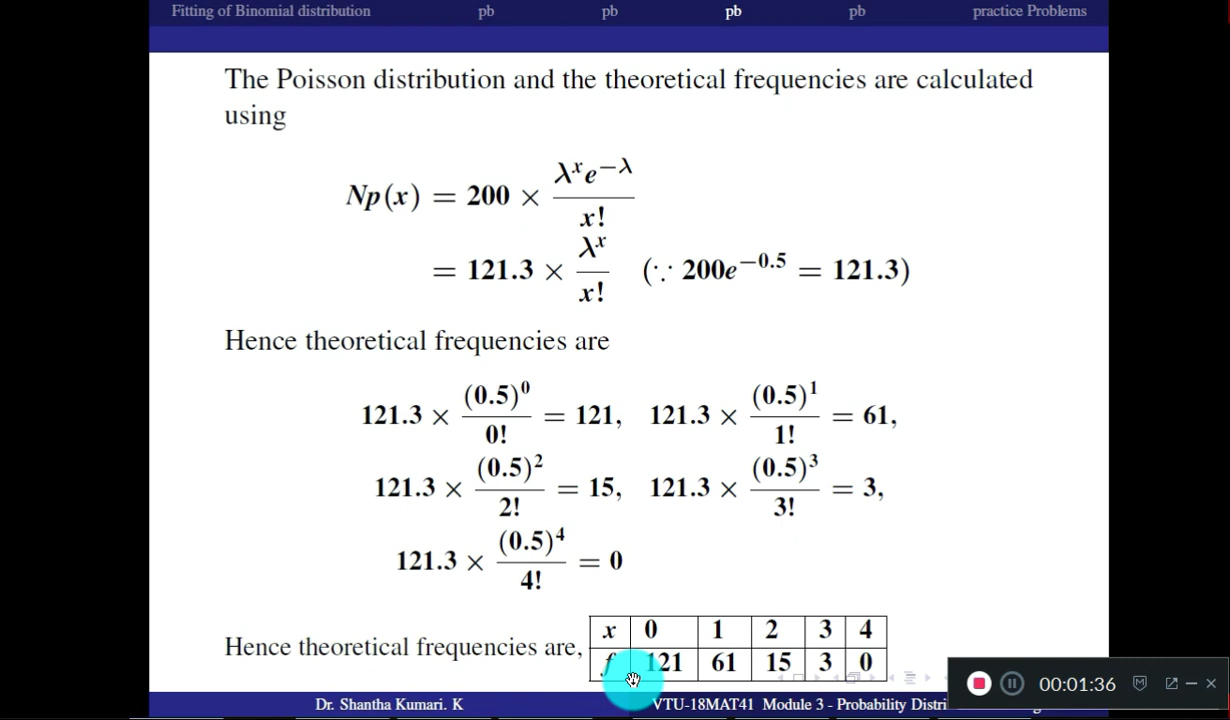 Fitting of Binomial distribution pb pb pb pb practice Problems
The Poisson distribution and the theoretical frequencies are calculated
using
Np(x) = 200 × λ^x e^−λ / x!
= 121.3 × λ^x / x! (∵ 200e^−0.5 = 121.3)
Hence theoretical frequencies are
121.3 × (0.5)^0 / 0! = 121, 121.3 × (0.5)^1 / 1! = 61,
121.3 × (0.5)^2 / 2! = 15, 121.3 × (0.5)^3 / 3! = 3,
121.3 × (0.5)^4 / 4! = 0
x 0 1 2 3 4
Hence theoretical frequencies are,
f 121 61 15 3 0
00:01:36
Dr. Shantha Kumari. K VTU-18MAT41 Module 3 - Probability Distri